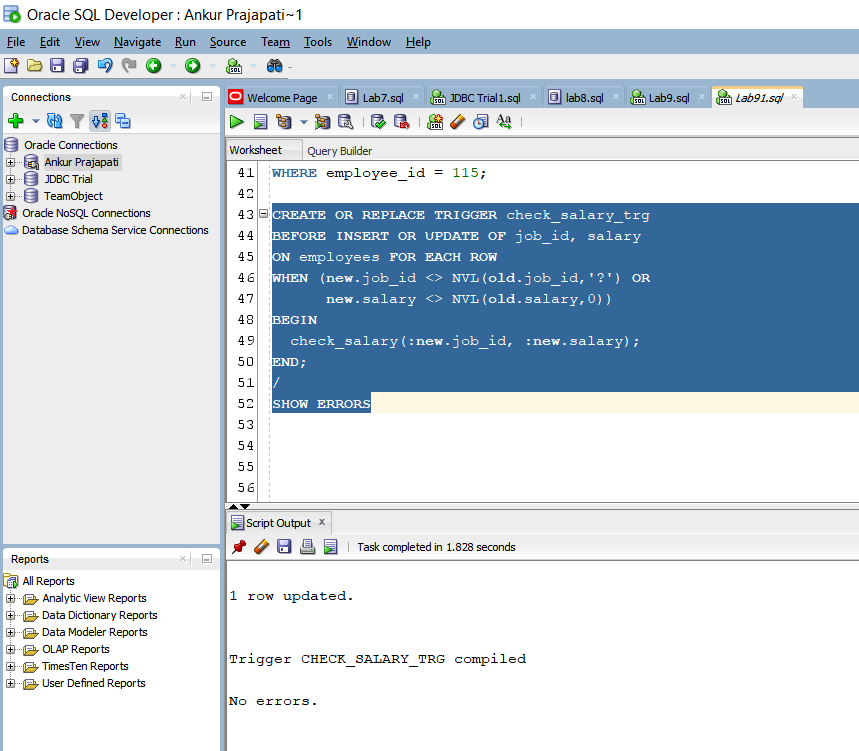 Oracle SQL Developer : Ankur Prajapati~1
File Edit View Navigate Run Source Team Tools Window Help
Connections
Oracle Connections
Ankur Prajapati
JDBC Trial
TeamObject
Oracle NoSQL Connections
Database Schema Service Connections
Reports
All Reports
Analytic View Reports
Data Dictionary Reports
Data Modeler Reports
OLAP Reports
TimesTen Reports
User Defined Reports
Welcome Page Lab7.sql JDBC Trial1.sql lab8.sql Lab9.sql Lab91.sql
Worksheet Query Builder
41 WHERE employee_id = 115;
42
43 CREATE OR REPLACE TRIGGER check_salary_trg
44 BEFORE INSERT OR UPDATE OF job_id, salary
45 ON employees FOR EACH ROW
46 WHEN (new.job_id <> NVL(old.job_id,'?') OR
47       new.salary <> NVL(old.salary,0))
48 BEGIN
49   check_salary(:new.job_id, :new.salary);
50 END;
51 /
52 SHOW ERRORS
53
54
55
56
Script Output x
Task completed in 1.828 seconds
1 row updated.
Trigger CHECK_SALARY_TRG compiled
No errors.